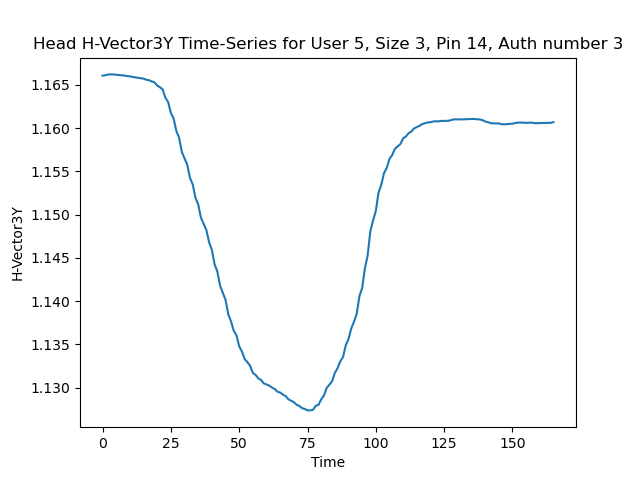 Head H-Vector3Y Time-Series for User 5, Size 3, Pin 14, Auth number 3
H-Vector3Y
1.165
1.160
1.155
1.150
1.145
1.140
1.135
1.130
0 25 50 75 100 125 150
Time